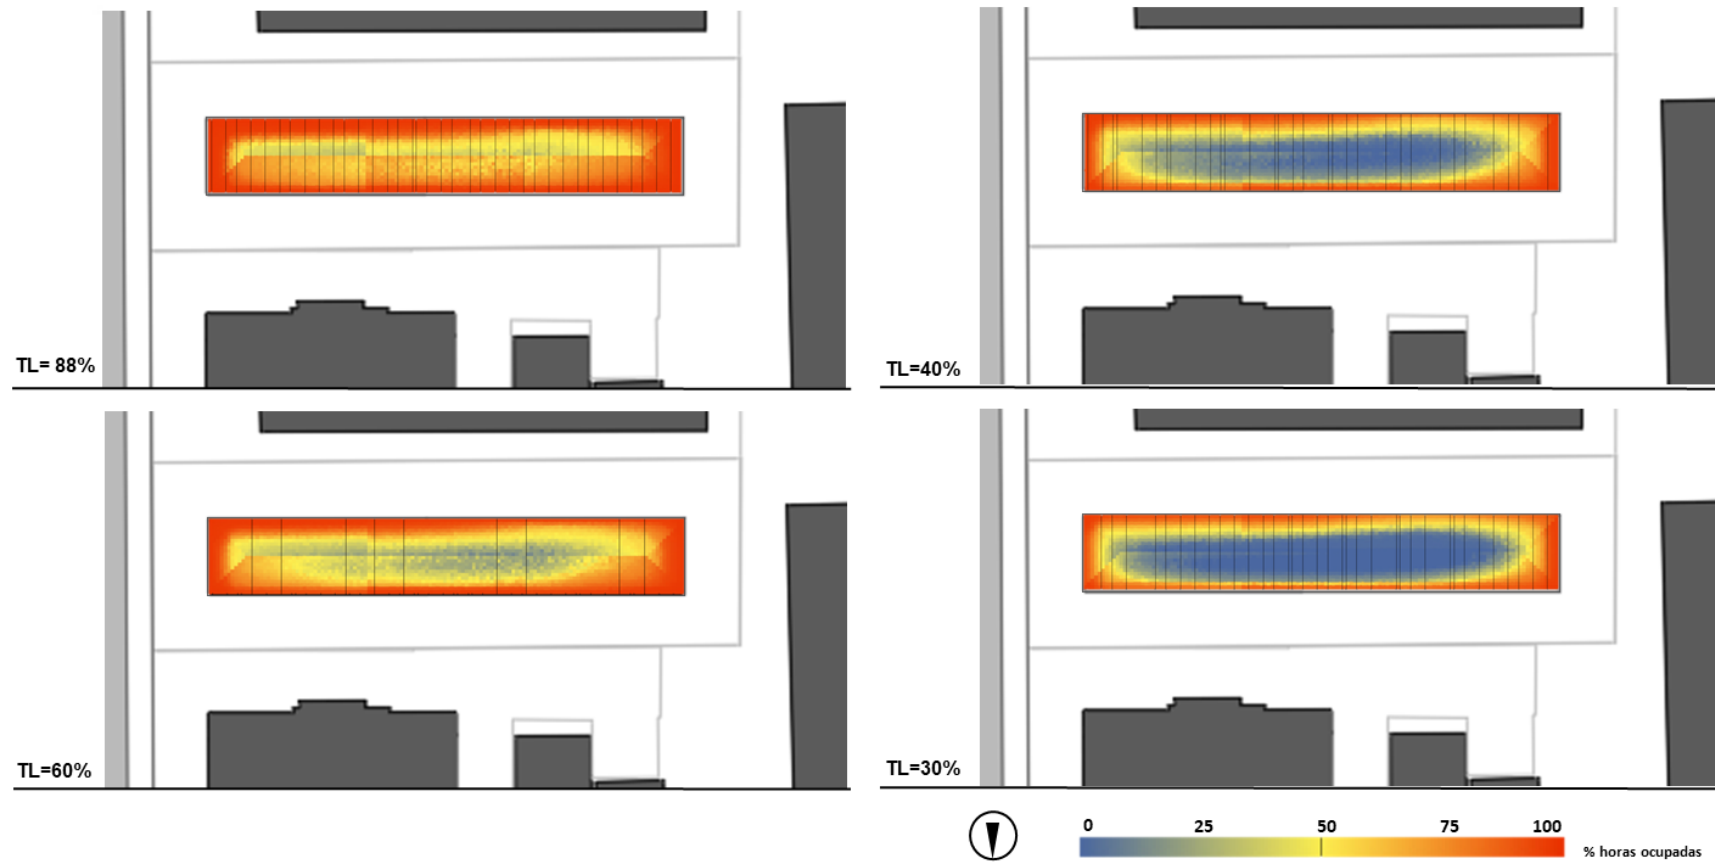 TL= 88%
TL=40%
TL=60%
TL=30%
0 25 50 75 100
% horas ocupadas